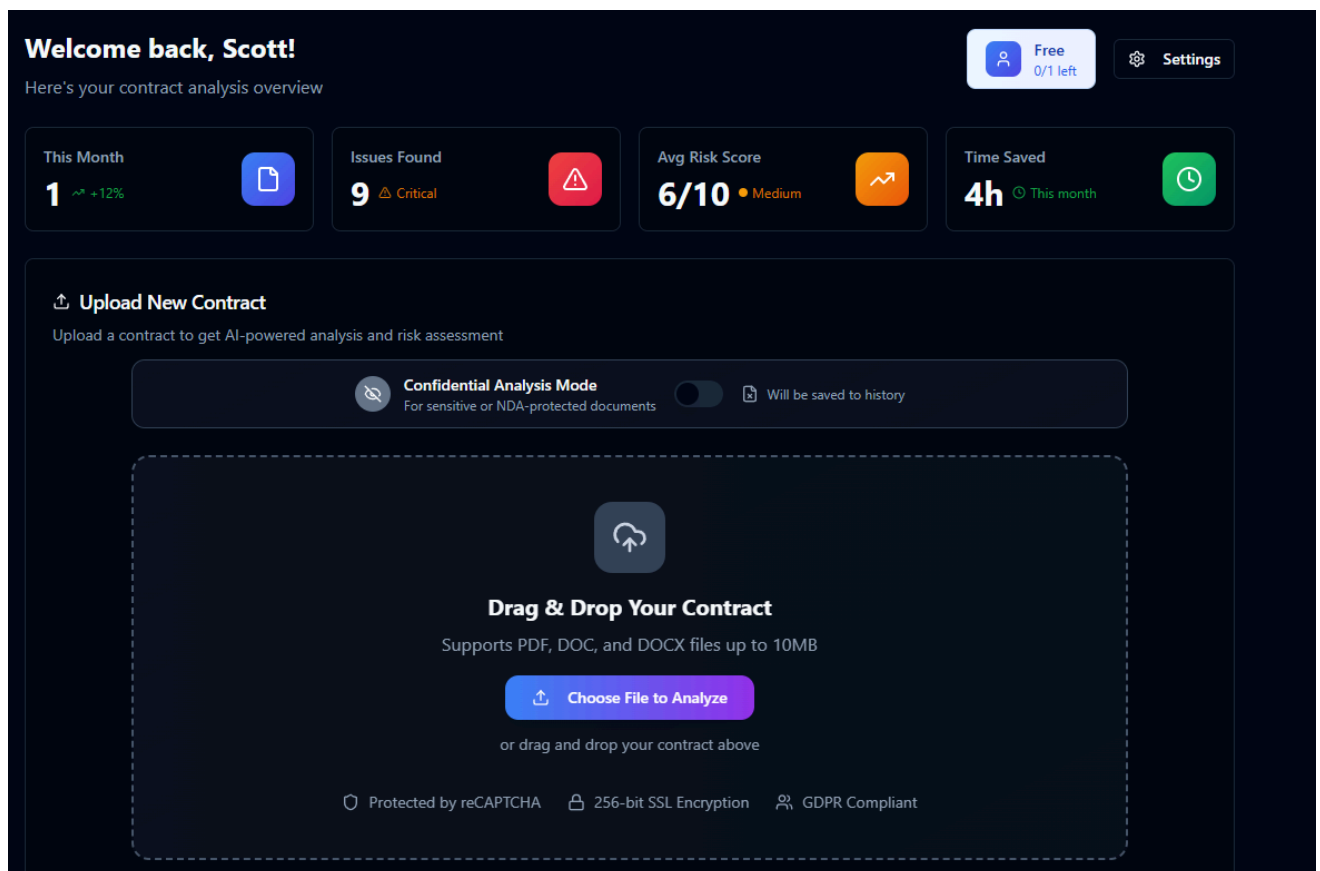 Welcome back, Scott!
Here's your contract analysis overview
Free
0/1 left
Settings
This Month
1 +12%
Issues Found
9 Critical
Avg Risk Score
6/10 Medium
Time Saved
4h This month
Upload New Contract
Upload a contract to get AI-powered analysis and risk assessment
Confidential Analysis Mode
For sensitive or NDA-protected documents
Will be saved to history
Drag & Drop Your Contract
Supports PDF, DOC, and DOCX files up to 10MB
Choose File to Analyze
or drag and drop your contract above
Protected by reCAPTCHA
256-bit SSL Encryption
GDPR Compliant